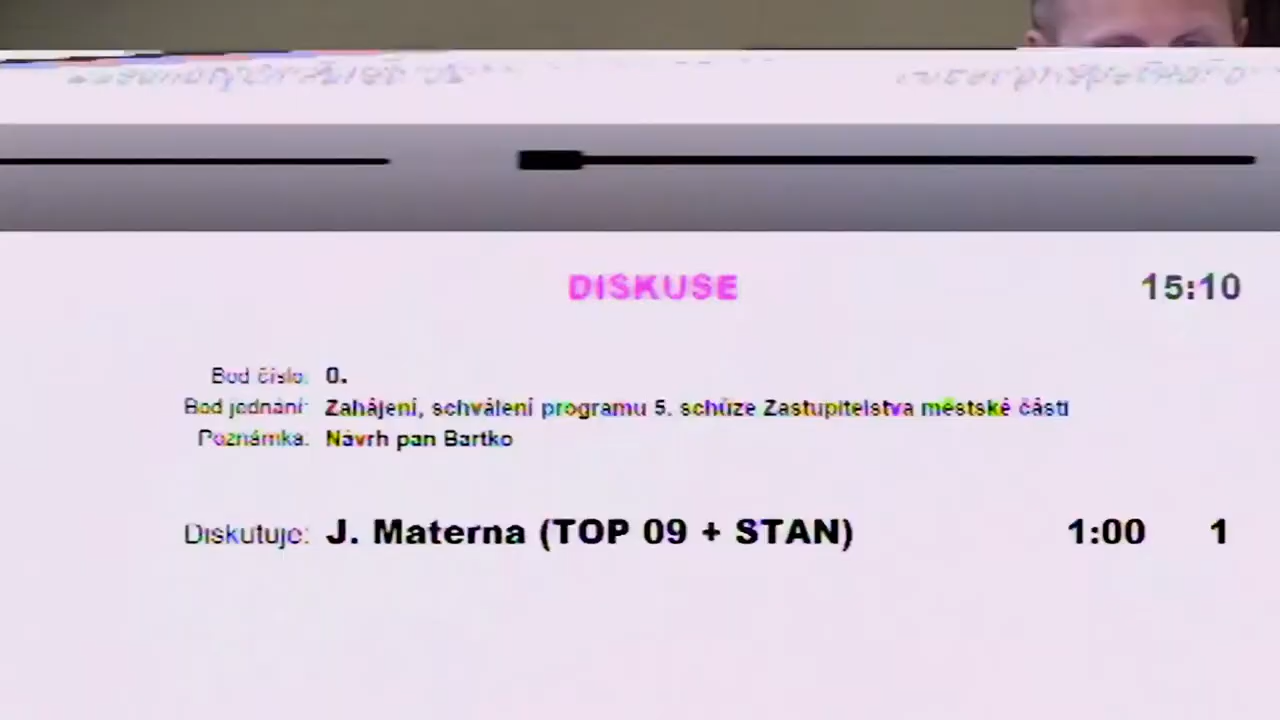 DISKUSE 15:10
Bod číslo: 0.
Bod jednání: Zahájení, schválení programu 5. schůze Zastupitelstva městské části
Poznámka: Návrh pan Bartko
Diskutuje: J. Materna (TOP 09 + STAN) 1:00 1